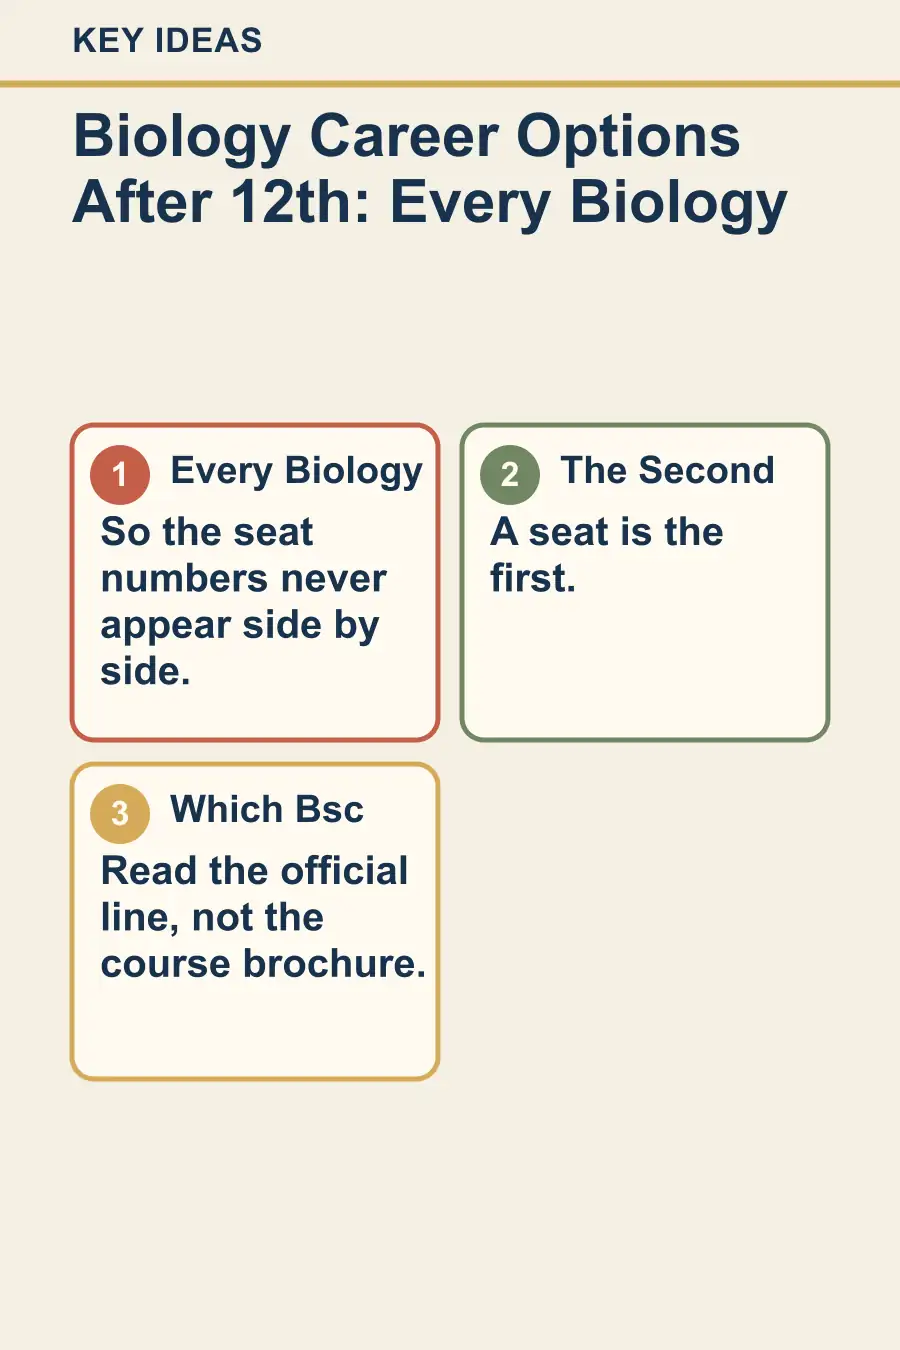 KEY IDEAS
Biology Career Options
After 12th: Every Biology
1 Every Biology
So the seat
numbers never
appear side by
side.
2 The Second
A seat is the
first.
3 Which Bsc
Read the official
line, not the
course brochure.